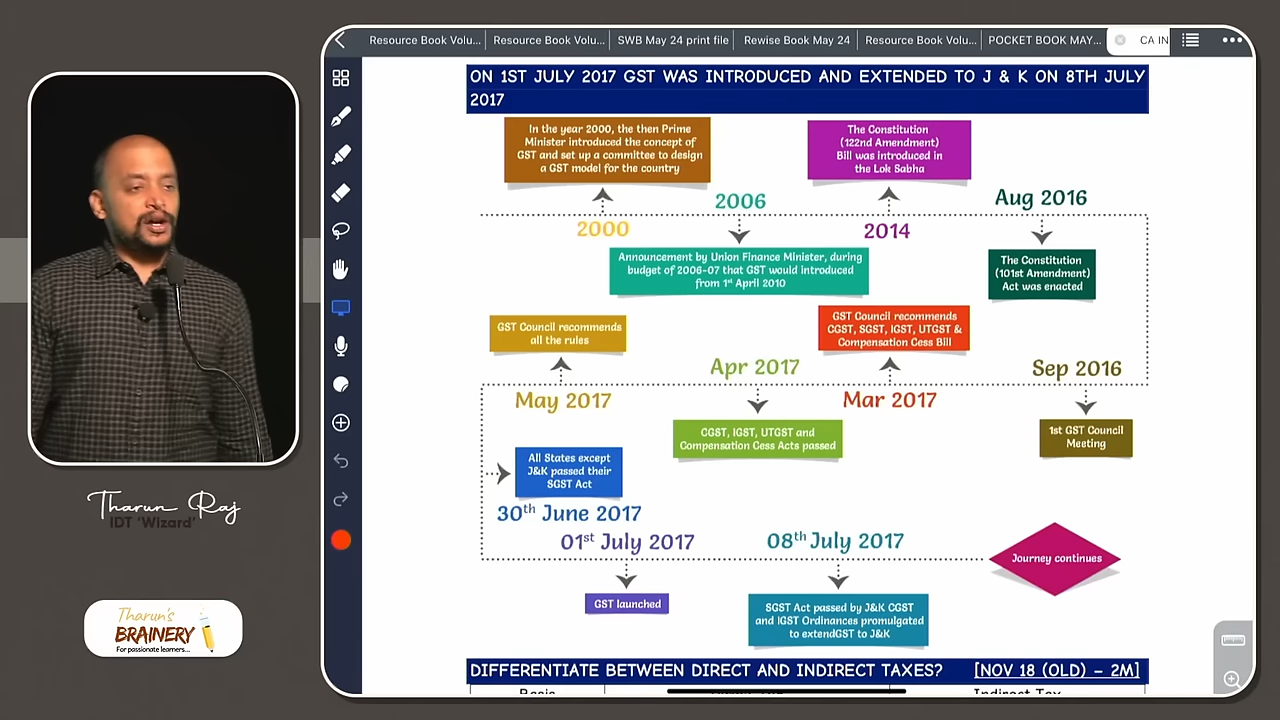 Resource Book Volu...
Resource Book Volu...
SWB May 24 print file
Rewise Book May 24
Resource Book Volu...
POCKET BOOK MAY...
CA IN
ON 1ST JULY 2017 GST WAS INTRODUCED AND EXTENDED TO J & K ON 8TH JULY
2017
In the year 2000, the then Prime
Minister introduced the concept of
GST and set up a committee to design
a GST model for the country
The Constitution
(122nd Amendment)
Bill was introduced in
the Lok Sabha
2000
2006
2014
Aug 2016
Announcement by Union Finance Minister, during
budget of 2006-07 that GST would introduced
from 1st April 2010
The Constitution
(101st Amendment)
Act was enacted
GST Council recommends
all the rules
GST Council recommends
CGST, SGST, IGST, UTGST &
Compensation Cess Bill
May 2017
Apr 2017
Mar 2017
Sep 2016
CGST, IGST, UTGST and
Compensation Cess Acts passed
1st GST Council
Meeting
All States except
J&K passed their
SGST Act
30th June 2017
01st July 2017
08th July 2017
Journey continues
GST launched
SGST Act passed by J&K CGST
and IGST Ordinances promulgated
to extendGST to J&K
DIFFERENTIATE BETWEEN DIRECT AND INDIRECT TAXES? [NOV 18 (OLD) – 2M]
Basis
Indirect Tax
Tharun Raj
IDT 'Wizard'
Tharun's
BRAINERY
For passionate learners...